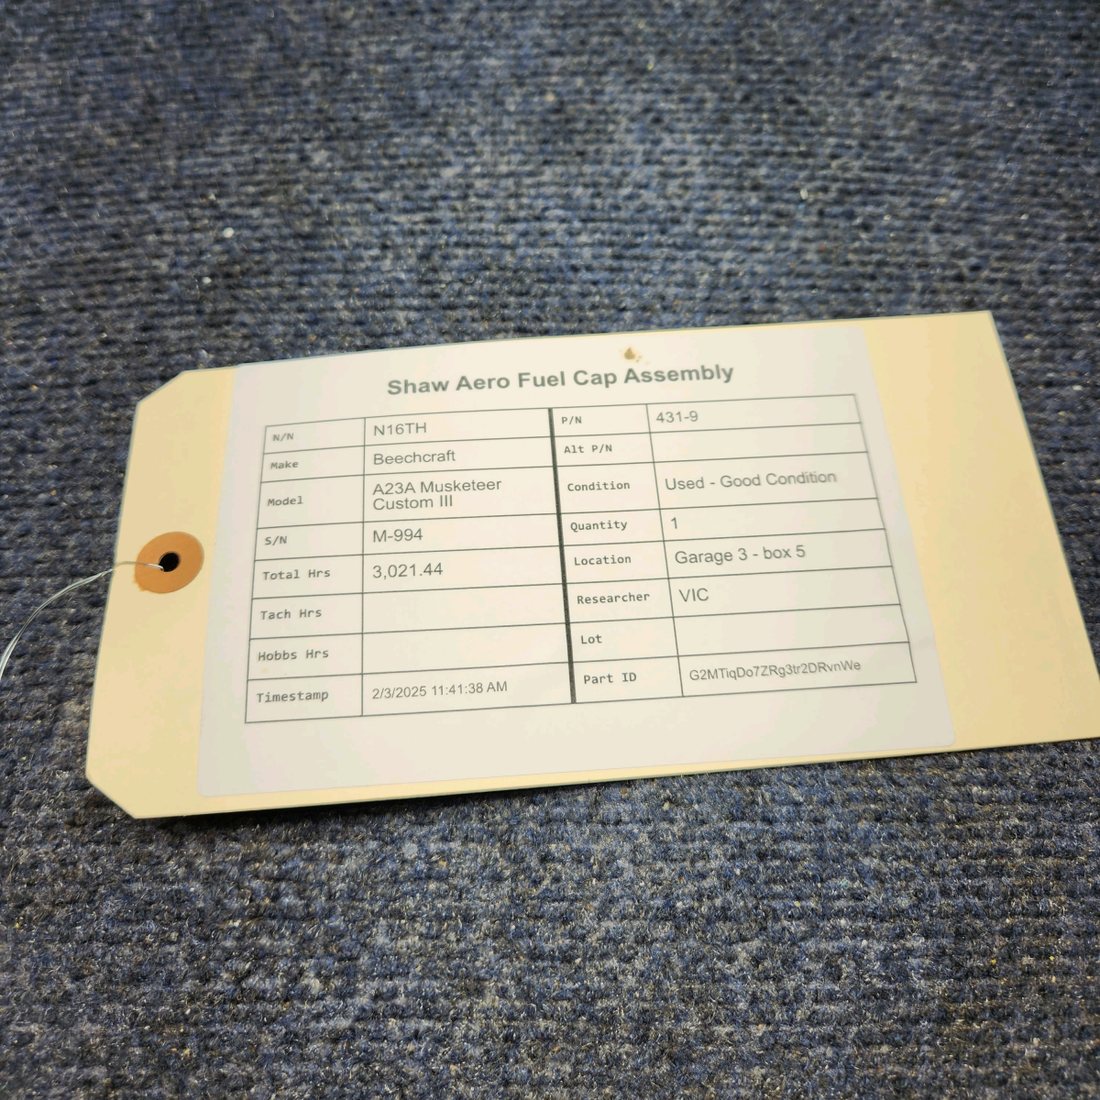 Shaw Aero Fuel Cap Assembly
N/N N16TH
Make Beechcraft
Model A23A Musketeer
Custom III
S/N M-994
Total Hrs 3,021.44
Tach Hrs
Hobbs Hrs
Timestamp 2/3/2025 11:41:38 AM
P/N 431-9
Alt P/N
Condition Used - Good Condition
Quantity 1
Location Garage 3 - box 5
Researcher VIC
Lot
Part ID G2MTiqDo7ZRg3tr2DRvnWe